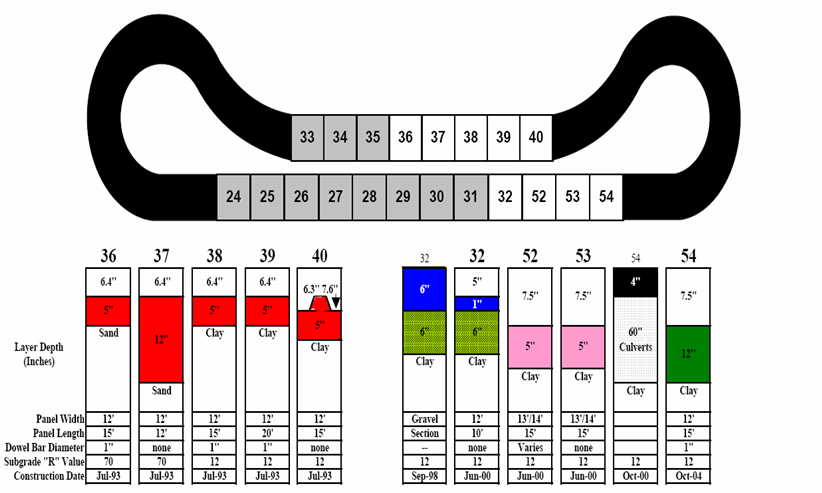 33 34 35 36 37 38 39 40
24 25 26 27 28 29 30 31 32 52 53 54
36 37 38 39 40 32 32 52 53 54 54
6.4" 6.4" 6.4" 6.4" 6.3" 7.6" 6" 5" 7.5" 7.5" 4" 7.5"
5" 12" 5" 5" 5" 6" 1" 6" 5" 5" 60" Culverts 12"
Sand Sand Clay Clay Clay Clay Clay Clay Clay Clay Clay
Layer Depth
(Inches)
Panel Width 12' 12' 12' 12' 12' Gravel 12' 13'/14' 13'/14' 12'
Panel Length 15' 12' 15' 20' 15' Section 10' 15' 15' 15'
Dowel Bar Diameter 1" none 1" 1" none -- none Varies none 1"
Subgrade "R" Value 70 70 12 12 12 12 12 12 12 12 12
Construction Date Jul-93 Jul-93 Jul-93 Jul-93 Jul-93 Sep-98 Jun-00 Jun-00 Jun-00 Oct-00 Oct-04